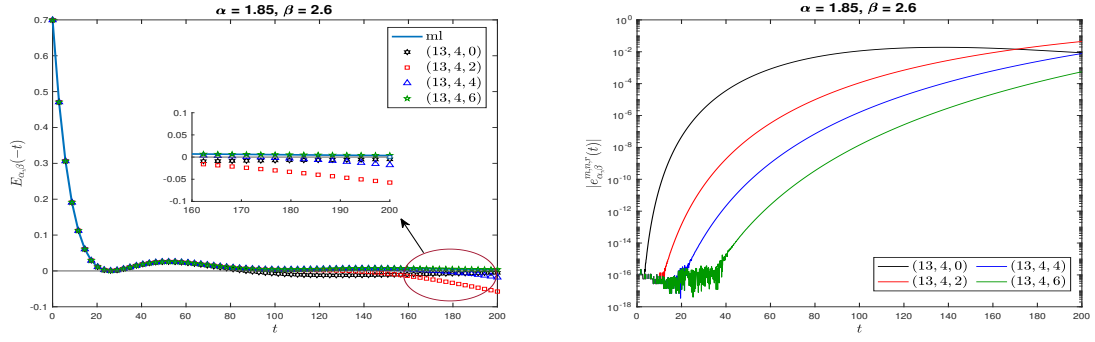 α = 1.85, β = 2.6
0.7
0.6
0.5
0.4
0.3
0.2
0.1
0
-0.1
E_{α,β}(−t)
0 20 40 60 80 100 120 140 160 180 200
t
ml
(13, 4, 0)
(13, 4, 2)
(13, 4, 4)
(13, 4, 6)
0.1
0.05
0
-0.05
-0.1
160 170 180 190 200
α = 1.85, β = 2.6
10^0
10^{-2}
10^{-4}
10^{-6}
10^{-8}
10^{-10}
10^{-12}
10^{-14}
10^{-16}
10^{-18}
|e^{m,n,r}_{α,β}(t)|
0 20 40 60 80 100 120 140 160 180 200
t
(13, 4, 0) (13, 4, 4)
(13, 4, 2) (13, 4, 6)